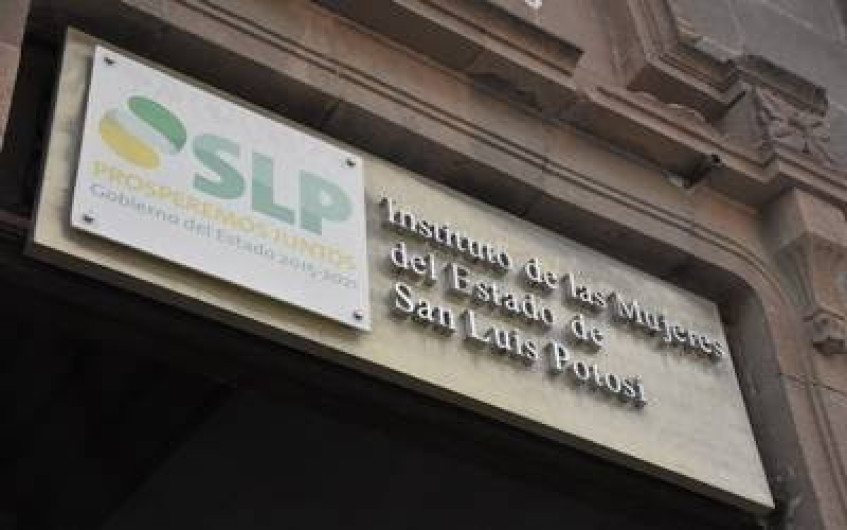 SLP
PROSPEREMOS JUNTOS
Gobierno del Estado 2015-2021
Instituto de las Mujeres
del Estado de
San Luis Potosí